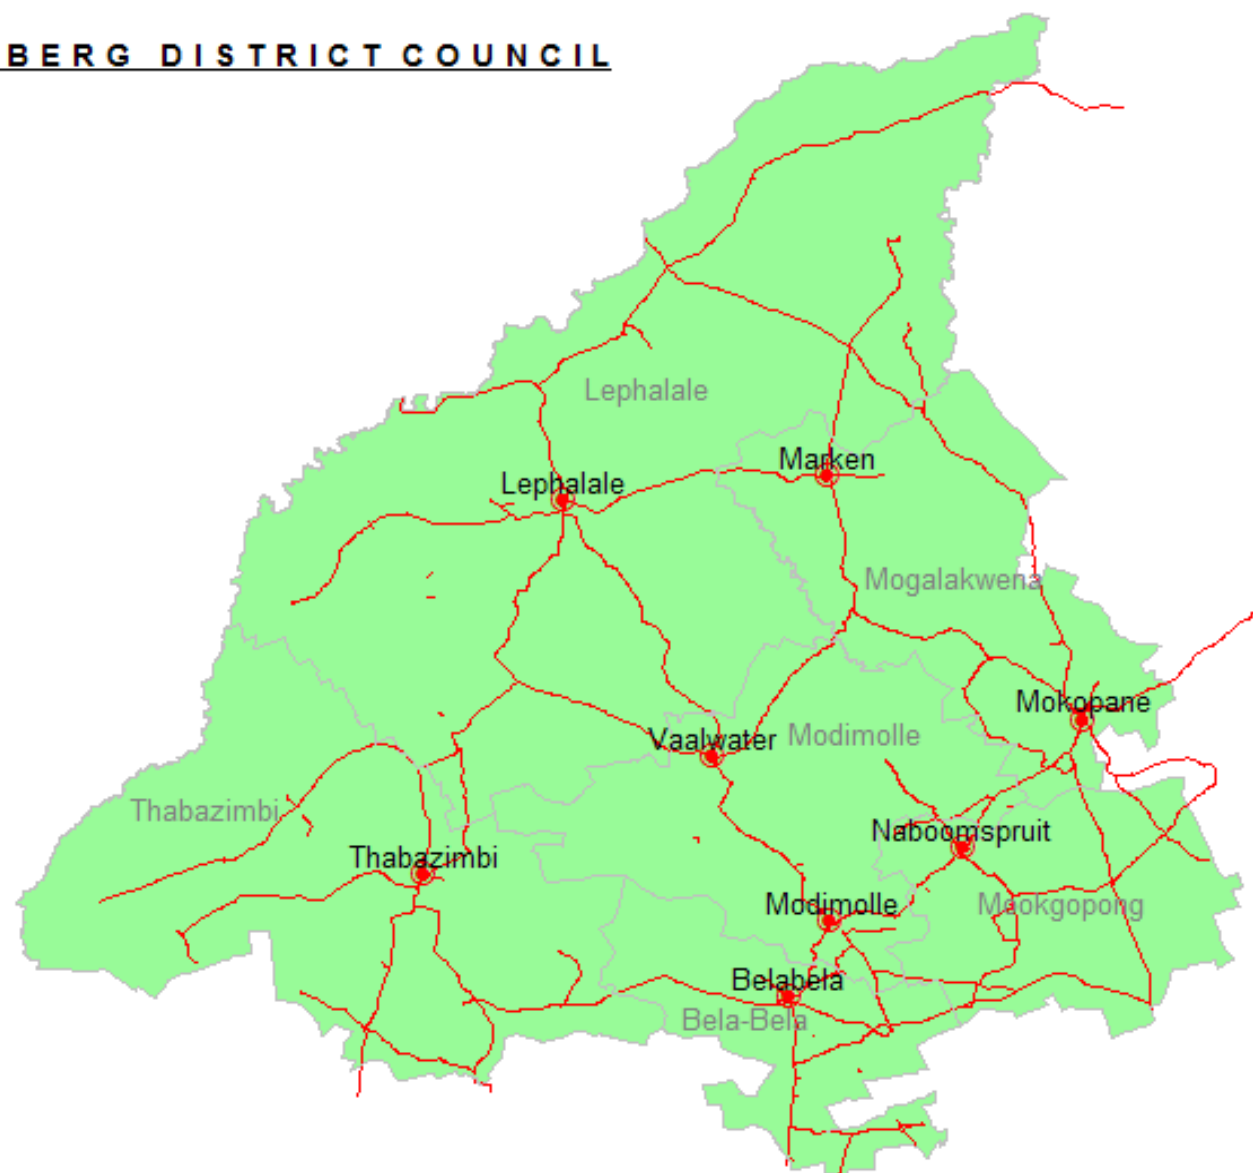 BERG DISTRICT COUNCIL
Lephalale
Marken
Lephalale
Mogalakwena
Mokopane
Vaalwater
Modimolle
Thabazimbi
Naboomspruit
Thabazimbi
Modimolle
Mookgopong
Belabela
Bela-Bela